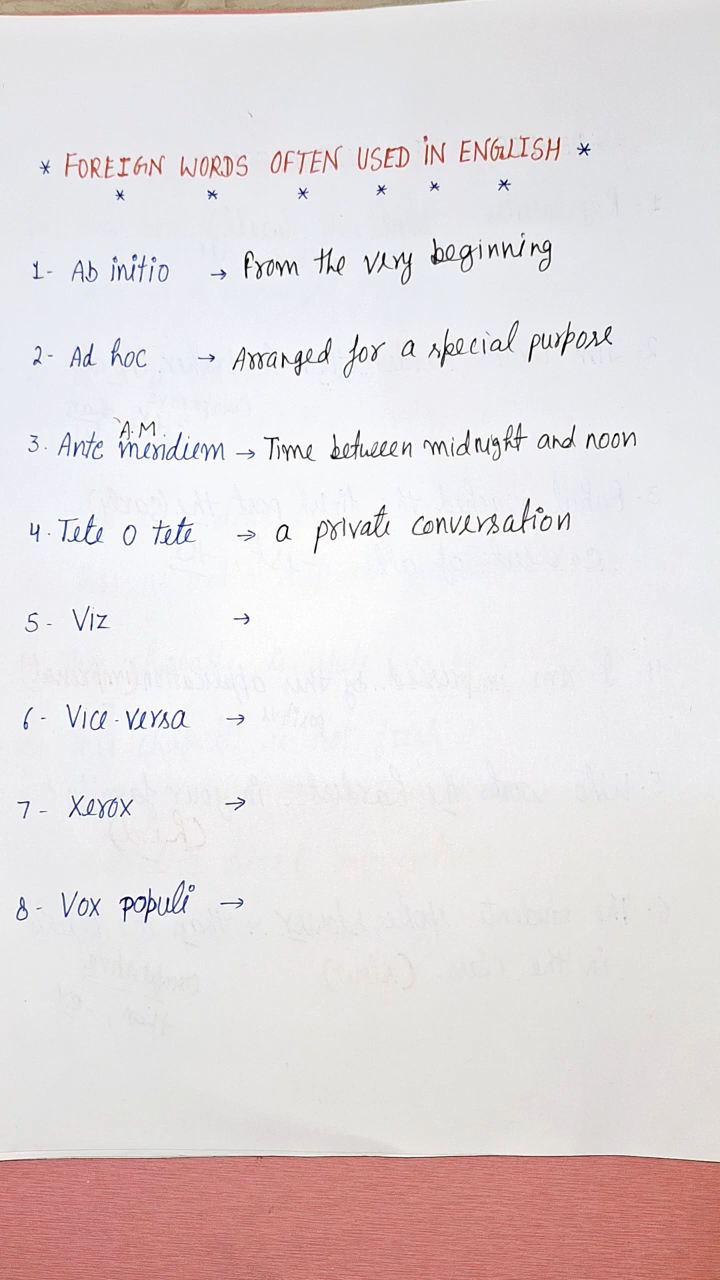 * FOREIGN WORDS OFTEN USED IN ENGLISH *
* * * * * *
1- Ab initio → From the very beginning
2- Ad hoc → Arranged for a special purpose
A.M.
3. Ante meridiem → Time between midnight and noon
4. Tete o tete → a private conversation
5- Viz →
6- Vice-versa →
7- Xerox →
8- Vox populi →